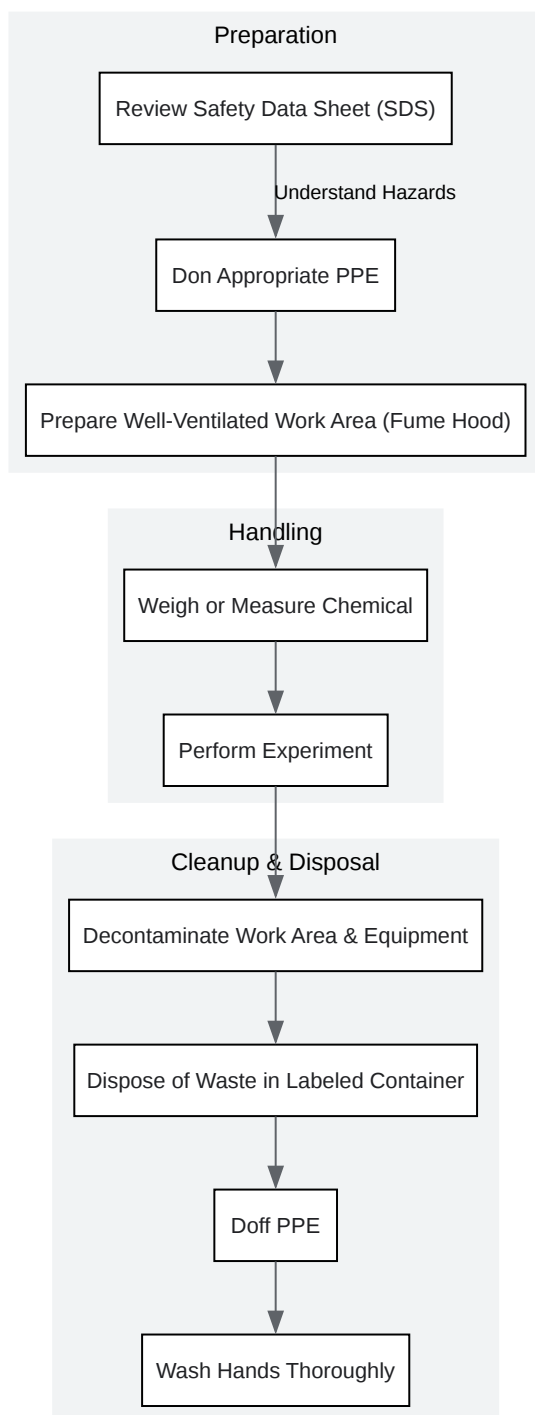 Preparation
Review Safety Data Sheet (SDS)
Understand Hazards
Don Appropriate PPE
Prepare Well-Ventilated Work Area (Fume Hood)
Handling
Weigh or Measure Chemical
Perform Experiment
Cleanup & Disposal
Decontaminate Work Area & Equipment
Dispose of Waste in Labeled Container
Doff PPE
Wash Hands Thoroughly